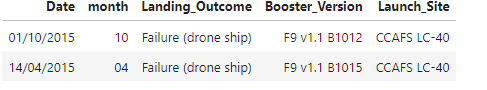 Date month Landing_Outcome Booster_Version Launch_Site
01/10/2015 10 Failure (drone ship) F9 v1.1 B1012 CCAFS LC-40
14/04/2015 04 Failure (drone ship) F9 v1.1 B1015 CCAFS LC-40